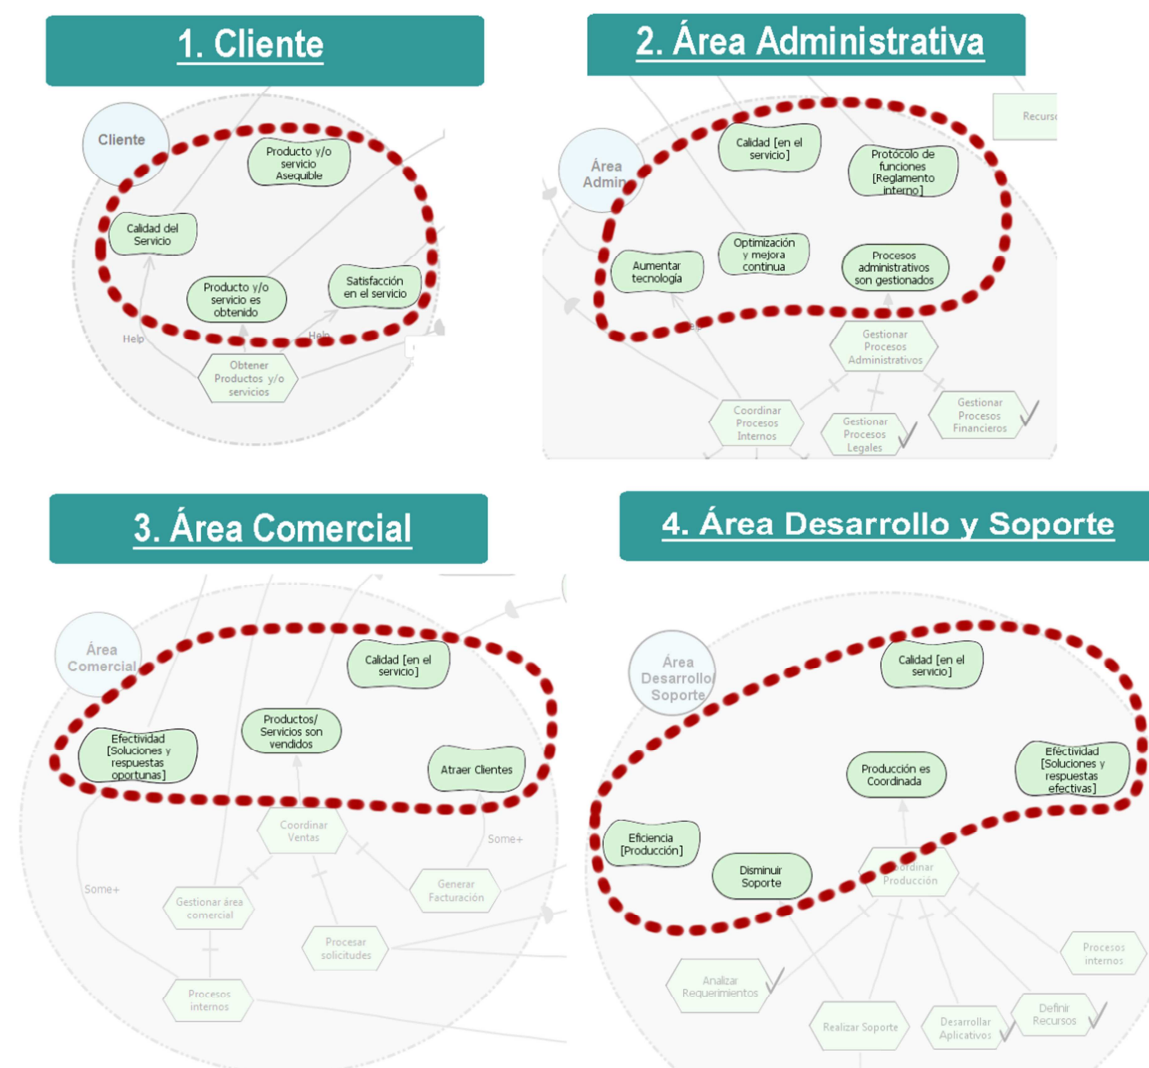 1. Cliente
Cliente
Producto y/o
servicio
Asequible
Calidad del
Servicio
Producto y/o
servicio es
obtenido
Satisfacción
en el servicio
Help
Help
Obtener
Productos y/o
servicios
2. Área Administrativa
Recurso
Área
Admin
Calidad [en el
servicio]
Protocolo de
funciones
[Reglamento
interno]
Aumentar
tecnología
Optimización
y mejora
continua
Procesos
administrativos
son gestionados
Gestionar
Procesos
Administrativos
Coordinar
Procesos
Internos
Gestionar
Procesos
Legales
Gestionar
Procesos
Financieros
3. Área Comercial
Área
Comercial
Calidad [en el
servicio]
Efectividad
[Soluciones y
respuestas
oportunas]
Productos/
Servicios son
vendidos
Atraer Clientes
Coordinar
Ventas
Some+
Some+
Gestionar área
comercial
Generar
Facturación
Procesar
solicitudes
Procesos
internos
4. Área Desarrollo y Soporte
Área
Desarrollo/
Soporte
Calidad [en el
servicio]
Producción es
Coordinada
Efectividad
[Soluciones y
respuestas
efectivas]
Eficiencia
[Producción]
Disminuir
Soporte
Coordinar
Producción
Procesos
internos
Analizar
Requerimientos
Realizar Soporte
Desarrollar
Aplicativos
Definir
Recursos